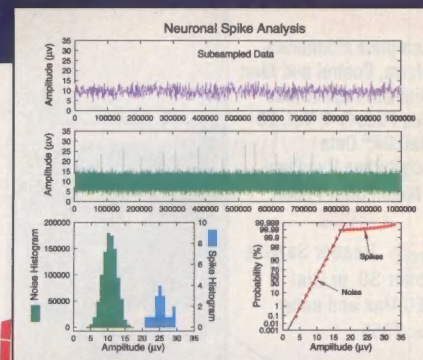 Neuronal Spike Analysis
Amplitude (µv)
35
30
25
20
15
10
5
0
Subsampled Data
0 100000 200000 300000 400000 500000 600000 700000 800000 900000 1000000
Amplitude (µv)
35
30
25
20
15
10
5
0
0 100000 200000 300000 400000 500000 600000 700000 800000 900000 1000000
Noise Histogram
200000
150000
100000
50000
0
10
8
6
4
2
0
Spike Histogram
0 5 10 15 20 25 30 35
Amplitude (µv)
Probability (%)
99.999
99.99
99.9
99
90
70
50
30
10
1
0.1
0.01
0.001
Spikes
Noise
0 5 10 15 20 25 30 35
Amplitude (µv)